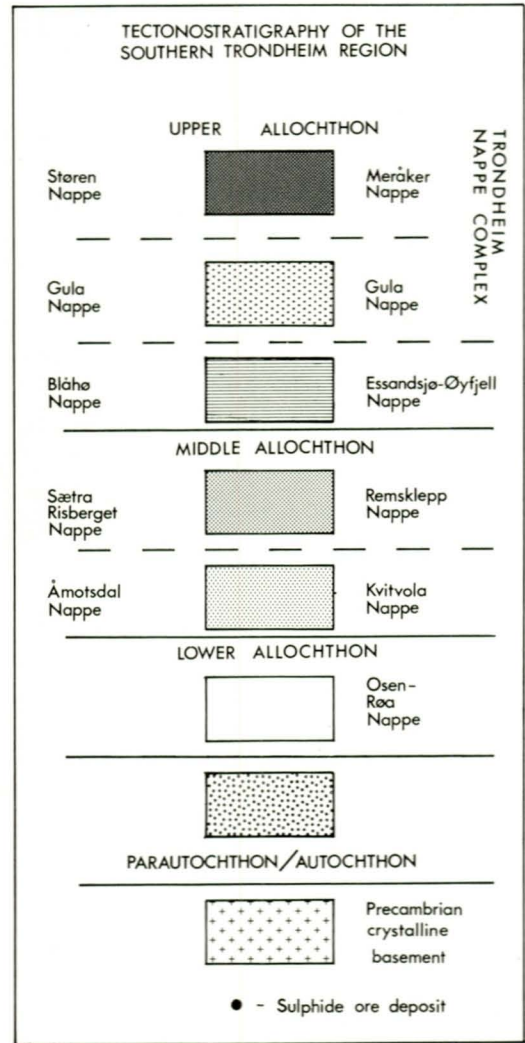 TECTONOSTRATIGRAPHY OF THE
SOUTHERN TRONDHEIM REGION
UPPER ALLOCHTHON
TRONDHEIM
NAPPE COMPLEX
Støren
Nappe
Meråker
Nappe
Gula
Nappe
Gula
Nappe
Blåhø
Nappe
Essandsjø-Øyfjell
Nappe
MIDDLE ALLOCHTHON
Sætra
Risberget
Nappe
Remsklepp
Nappe
Åmotsdal
Nappe
Kvitvola
Nappe
LOWER ALLOCHTHON
Osen-
Røa
Nappe
PARAUTOCHTHON/AUTOCHTHON
Precambrian
crystalline
basement
● - Sulphide ore deposit